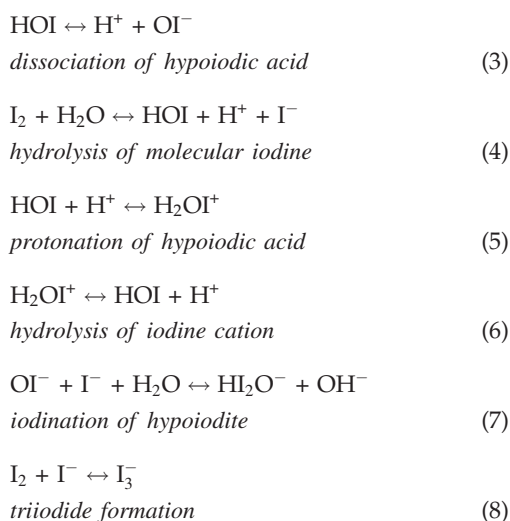 HOI ↔ H⁺ + OI⁻
dissociation of hypoiodic acid (3)
I₂ + H₂O ↔ HOI + H⁺ + I⁻
hydrolysis of molecular iodine (4)
HOI + H⁺ ↔ H₂OI⁺
protonation of hypoiodic acid (5)
H₂OI⁺ ↔ HOI + H⁺
hydrolysis of iodine cation (6)
OI⁻ + I⁻ + H₂O ↔ HI₂O⁻ + OH⁻
iodination of hypoiodite (7)
I₂ + I⁻ ↔ I₃⁻
triiodide formation (8)